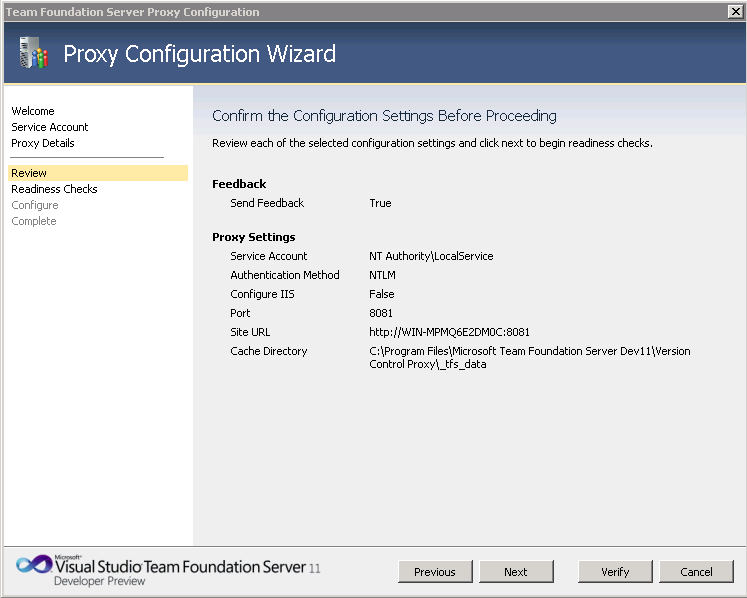 Team Foundation Server Proxy Configuration
Proxy Configuration Wizard
Welcome
Service Account
Proxy Details
Review
Readiness Checks
Configure
Complete
Confirm the Configuration Settings Before Proceeding
Review each of the selected configuration settings and click next to begin readiness checks.
Feedback
Send Feedback True
Proxy Settings
Service Account NT Authority\LocalService
Authentication Method NTLM
Configure IIS False
Port 8081
Site URL http://WIN-MPMQ6E2DM0C:8081
Cache Directory C:\Program Files\Microsoft Team Foundation Server Dev11\Version
Control Proxy\_tfs_data
Microsoft®
Visual Studio® Team Foundation Server 11
Developer Preview
Previous Next Verify Cancel